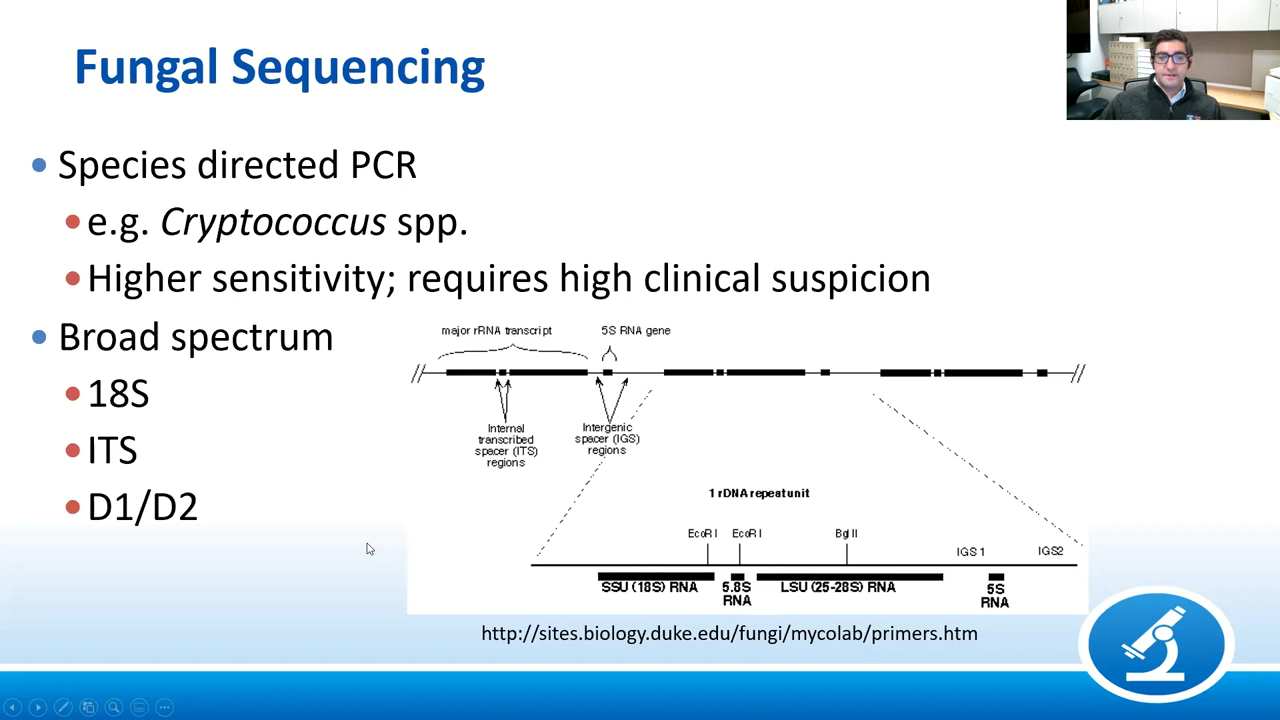 Fungal Sequencing
• Species directed PCR
• e.g. Cryptococcus spp.
• Higher sensitivity; requires high clinical suspicion
• Broad spectrum
• 18S
• ITS
• D1/D2
major rRNA transcript
5S RNA gene
Internal
transcribed
spacer (ITS)
regions
Intergenic
spacer (IGS)
regions
1 rDNA repeat unit
EcoR I
EcoR I
Bgl II
IGS 1
IGS2
SSU (18S) RNA
5.8S
RNA
LSU (25-28S) RNA
5S
RNA
http://sites.biology.duke.edu/fungi/mycolab/primers.htm